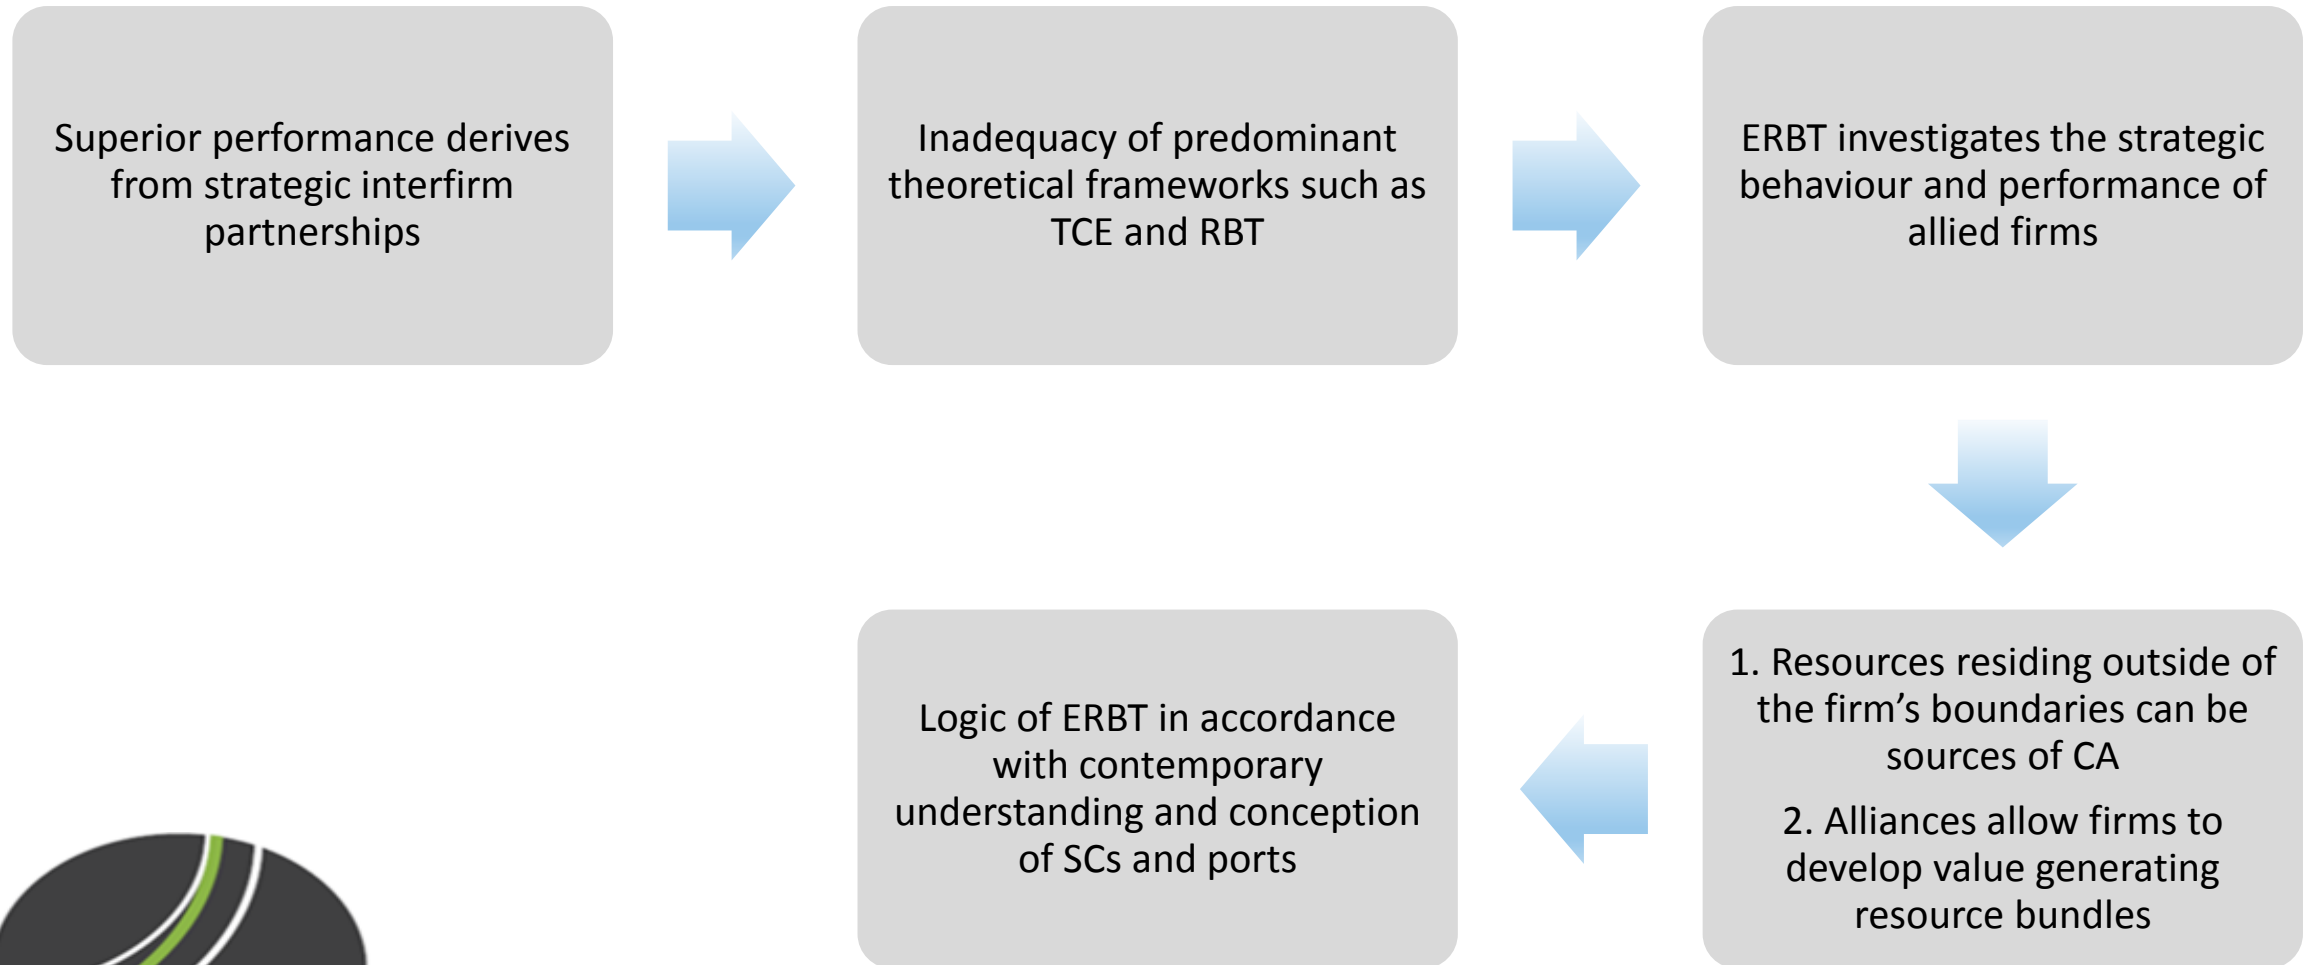 Superior performance derives
from strategic interfirm
partnerships
Inadequacy of predominant
theoretical frameworks such as
TCE and RBT
ERBT investigates the strategic
behaviour and performance of
allied firms
1. Resources residing outside of
the firm’s boundaries can be
sources of CA
2. Alliances allow firms to
develop value generating
resource bundles
Logic of ERBT in accordance
with contemporary
understanding and conception
of SCs and ports